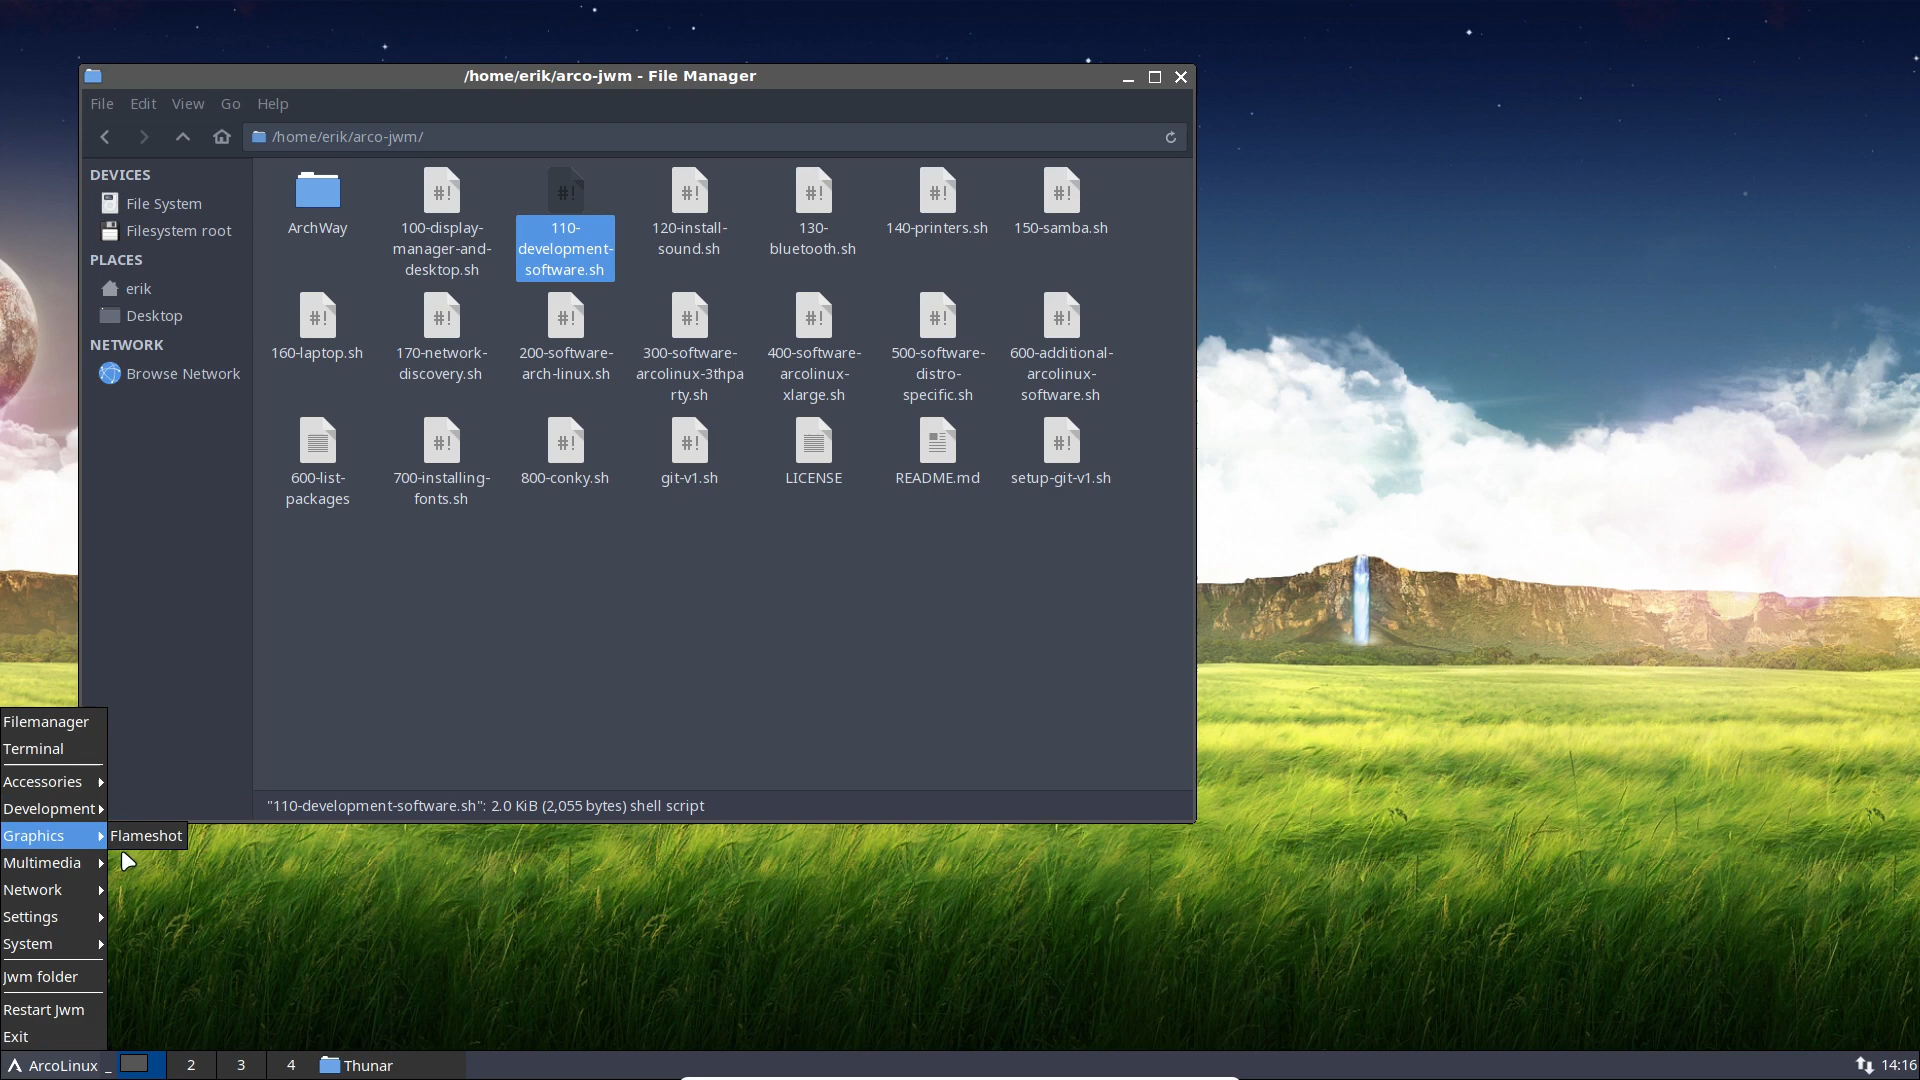 /home/erik/arco-jwm - File Manager
File Edit View Go Help
/home/erik/arco-jwm/
DEVICES
File System
Filesystem root
PLACES
erik
Desktop
NETWORK
Browse Network
ArchWay
100-display-
manager-and-
desktop.sh
110-
development-
software.sh
120-install-
sound.sh
130-
bluetooth.sh
140-printers.sh
150-samba.sh
160-laptop.sh
170-network-
discovery.sh
200-software-
arch-linux.sh
300-software-
arcolinux-3thpa
rty.sh
400-software-
arcolinux-
xlarge.sh
500-software-
distro-
specific.sh
600-additional-
arcolinux-
software.sh
600-list-
packages
700-installing-
fonts.sh
800-conky.sh
git-v1.sh
LICENSE
README.md
setup-git-v1.sh
"110-development-software.sh": 2.0 KiB (2,055 bytes) shell script
Filemanager
Terminal
Accessories
Development
Graphics
Flameshot
Multimedia
Network
Settings
System
Jwm folder
Restart Jwm
Exit
ArcoLinux _ 2 3 4 Thunar 14:16